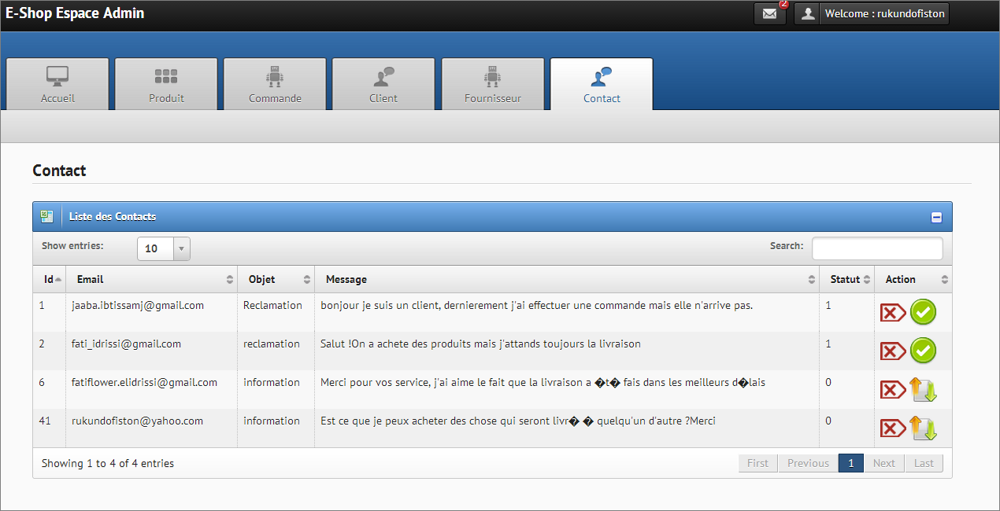 E-Shop Espace Admin
2
Welcome : rukundofiston
Accueil Produit Commande Client Fournisseur Contact
Contact
Liste des Contacts
Show entries: 10 Search:
Id Email Objet Message Statut Action
1 jaaba.ibtissamj@gmail.com Reclamation bonjour je suis un client, dernierement j'ai effectuer une commande mais elle n'arrive pas. 1
2 fati_idrissi@gmail.com reclamation Salut !On a achete des produits mais j'attands toujours la livraison 1
6 fatiflower.elidrissi@gmail.com information Merci pour vos service, j'ai aime le fait que la livraison a �t� fais dans les meilleurs d�lais 0
41 rukundofiston@yahoo.com information Est ce que je peux acheter des chose qui seront livr� � quelqu'un d'autre ?Merci 0
Showing 1 to 4 of 4 entries First Previous 1 Next Last